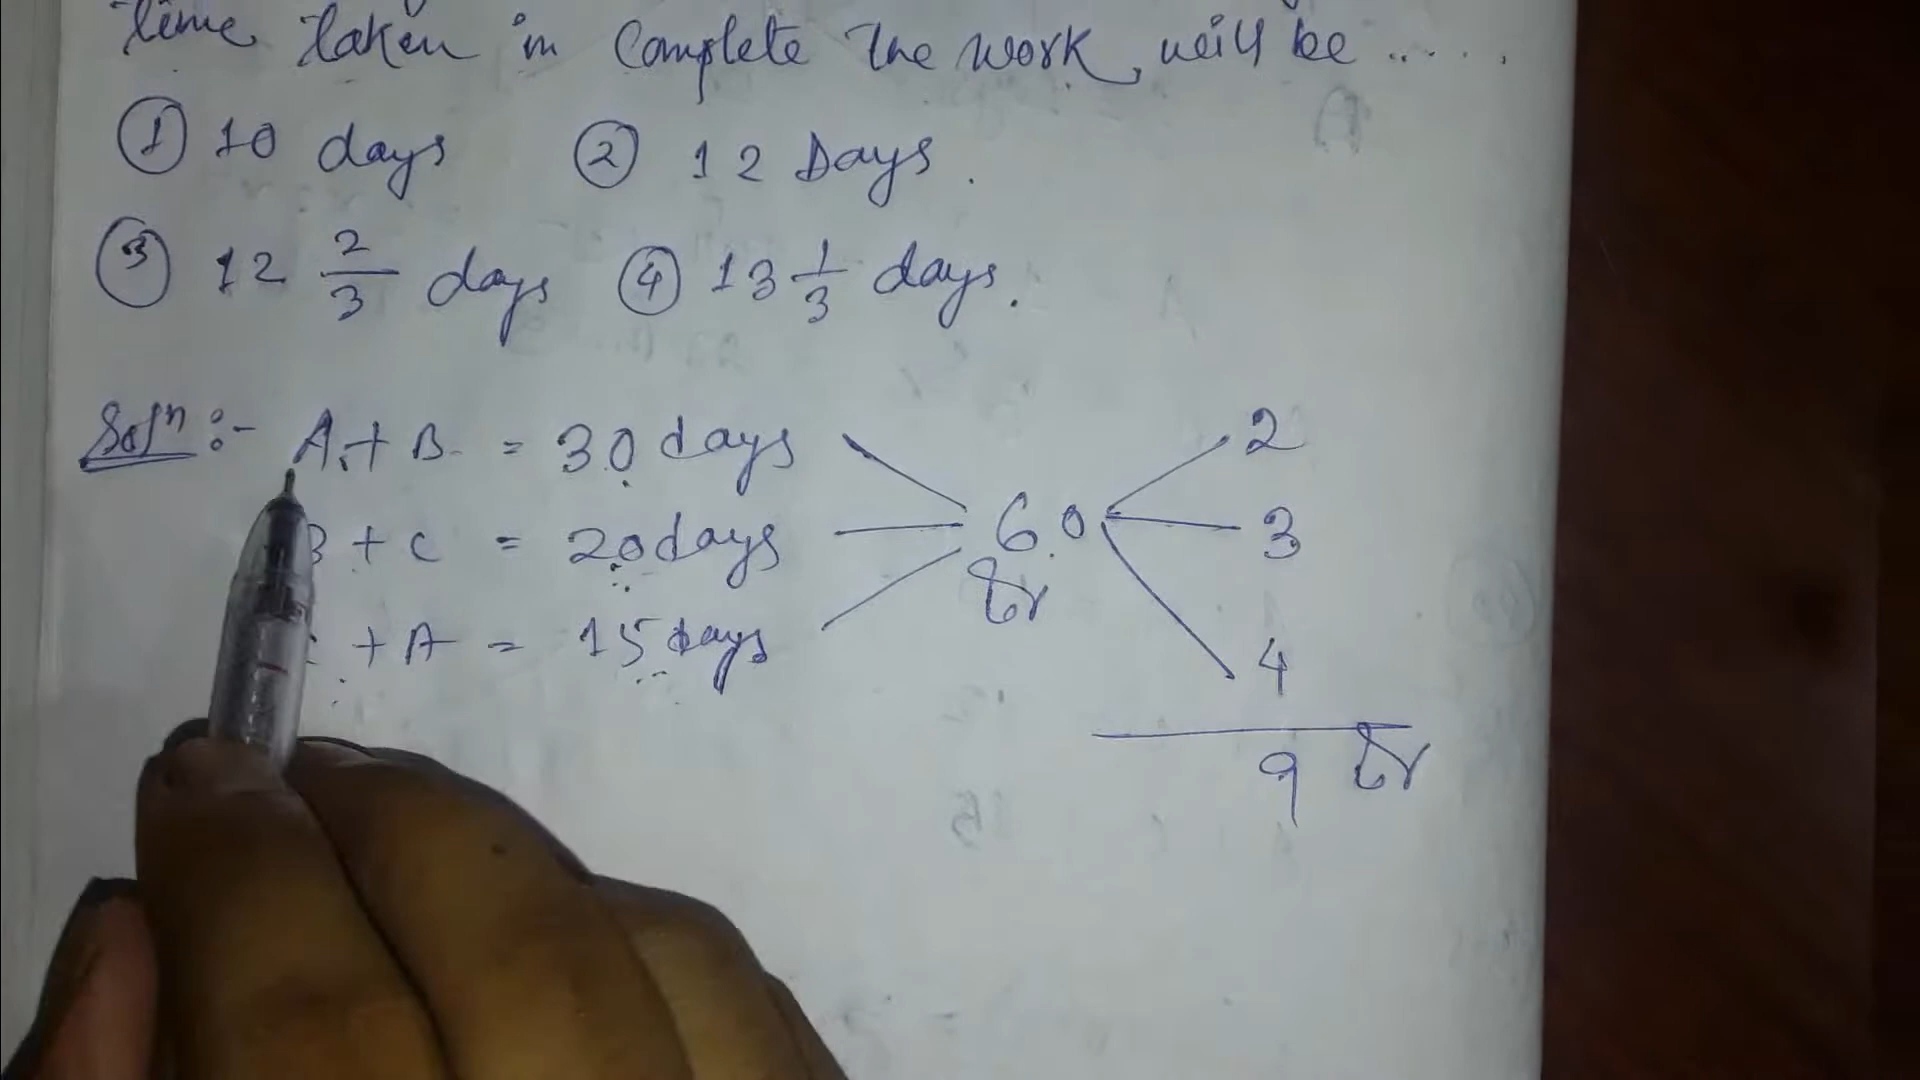 time taken in complete the work, will be .....
① 10 days ② 12 Days.
③ 12 2/3 days ④ 13 1/3 days.
Solⁿ :- A + B = 30 days 2
B + C = 20 days 60 3
+ A = 15 days 4
9